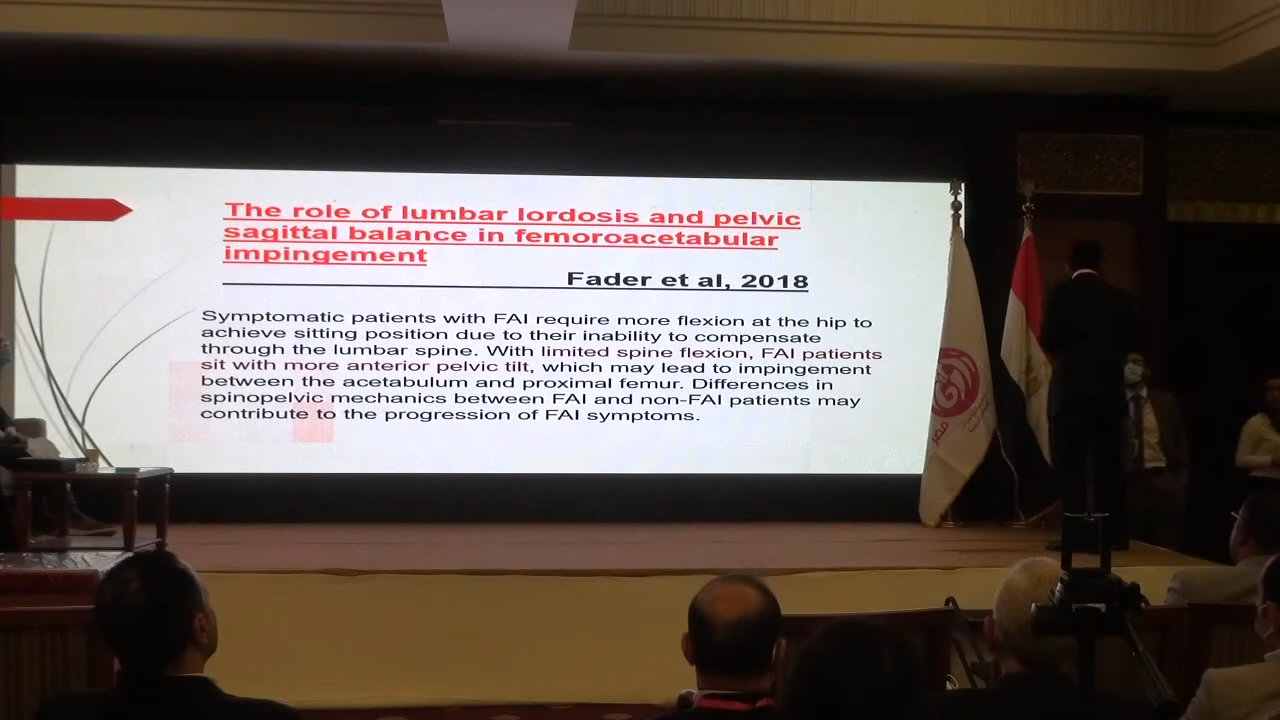 The role of lumbar lordosis and pelvic
sagittal balance in femoroacetabular
impingement
Fader et al, 2018
Symptomatic patients with FAI require more flexion at the hip to
achieve sitting position due to their inability to compensate
through the lumbar spine. With limited spine flexion, FAI patients
sit with more anterior pelvic tilt, which may lead to impingement
between the acetabulum and proximal femur. Differences in
spinopelvic mechanics between FAI and non-FAI patients may
contribute to the progression of FAI symptoms.
مصر